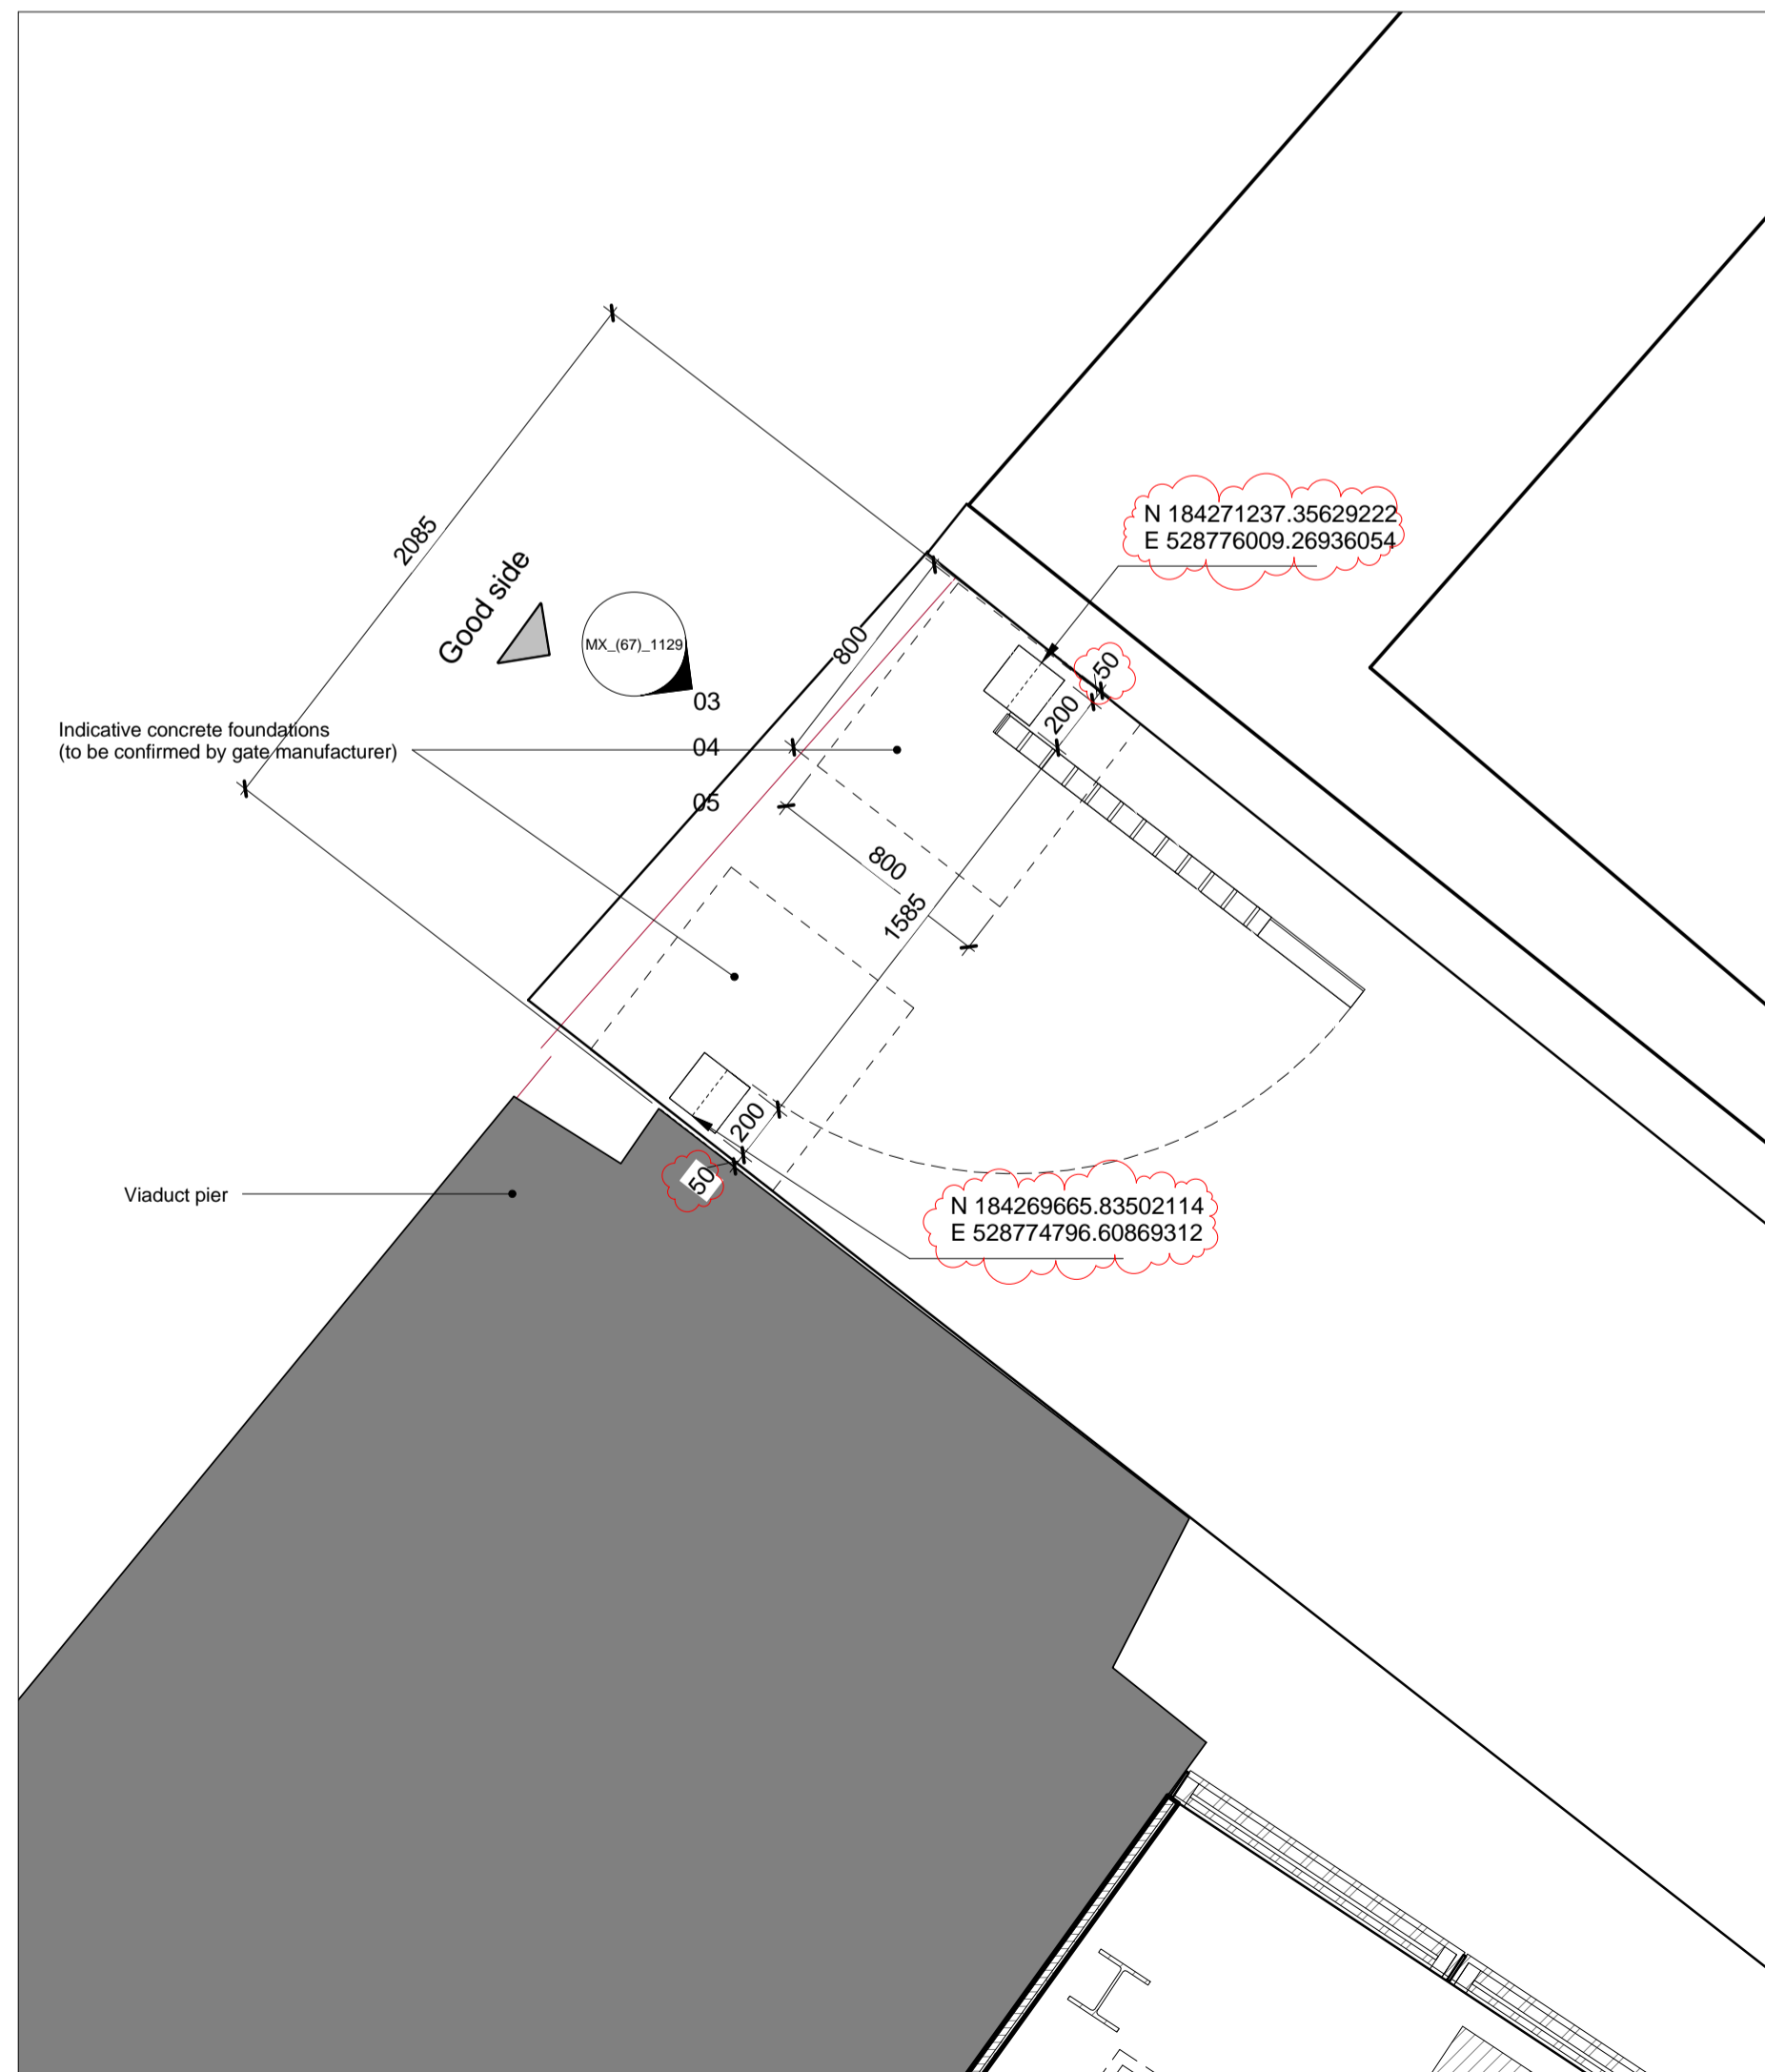 N 184271237.35629222
E 528776009.26936054
2085
Good side
800
MX_(67)_1129
50
03
200
Indicative concrete foundations
(to be confirmed by gate manufacturer)
04
05
800
1585
200
50
Viaduct pier
N 184269665.83502114
E 528774796.60869312